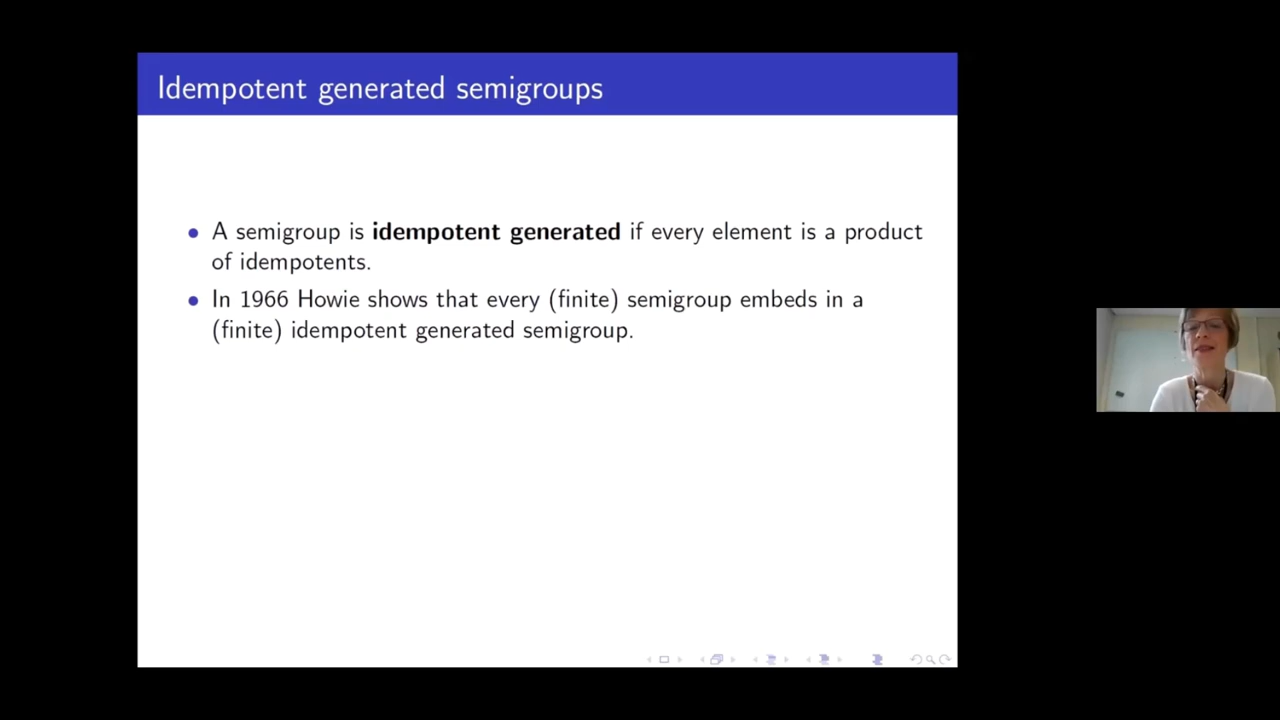 Idempotent generated semigroups
A semigroup is idempotent generated if every element is a product
of idempotents.
In 1966 Howie shows that every (finite) semigroup embeds in a
(finite) idempotent generated semigroup.